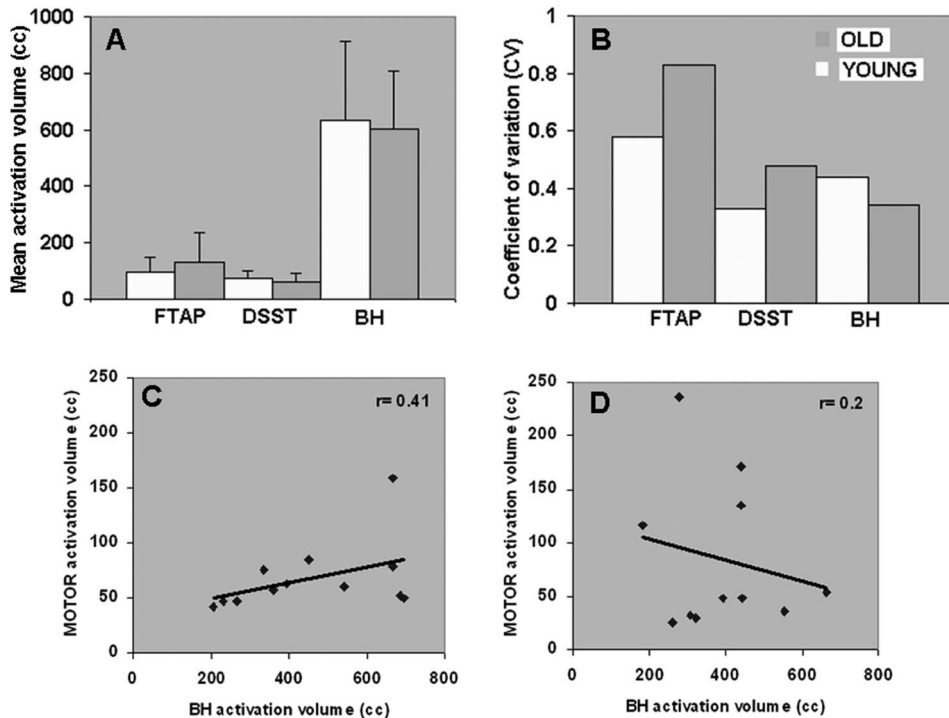 A
Mean activation volume (cc)
1000
800
600
400
200
0
FTAP DSST BH
B
OLD
YOUNG
Coefficient of variation (CV)
1
0.8
0.6
0.4
0.2
0
FTAP DSST BH
C
r= 0.41
MOTOR activation volume (cc)
250
200
150
100
50
0
0 200 400 600 800
BH activation volume (cc)
D
r= 0.2
MOTOR activation volume (cc)
250
200
150
100
50
0
0 200 400 600 800
BH activation volume (cc)